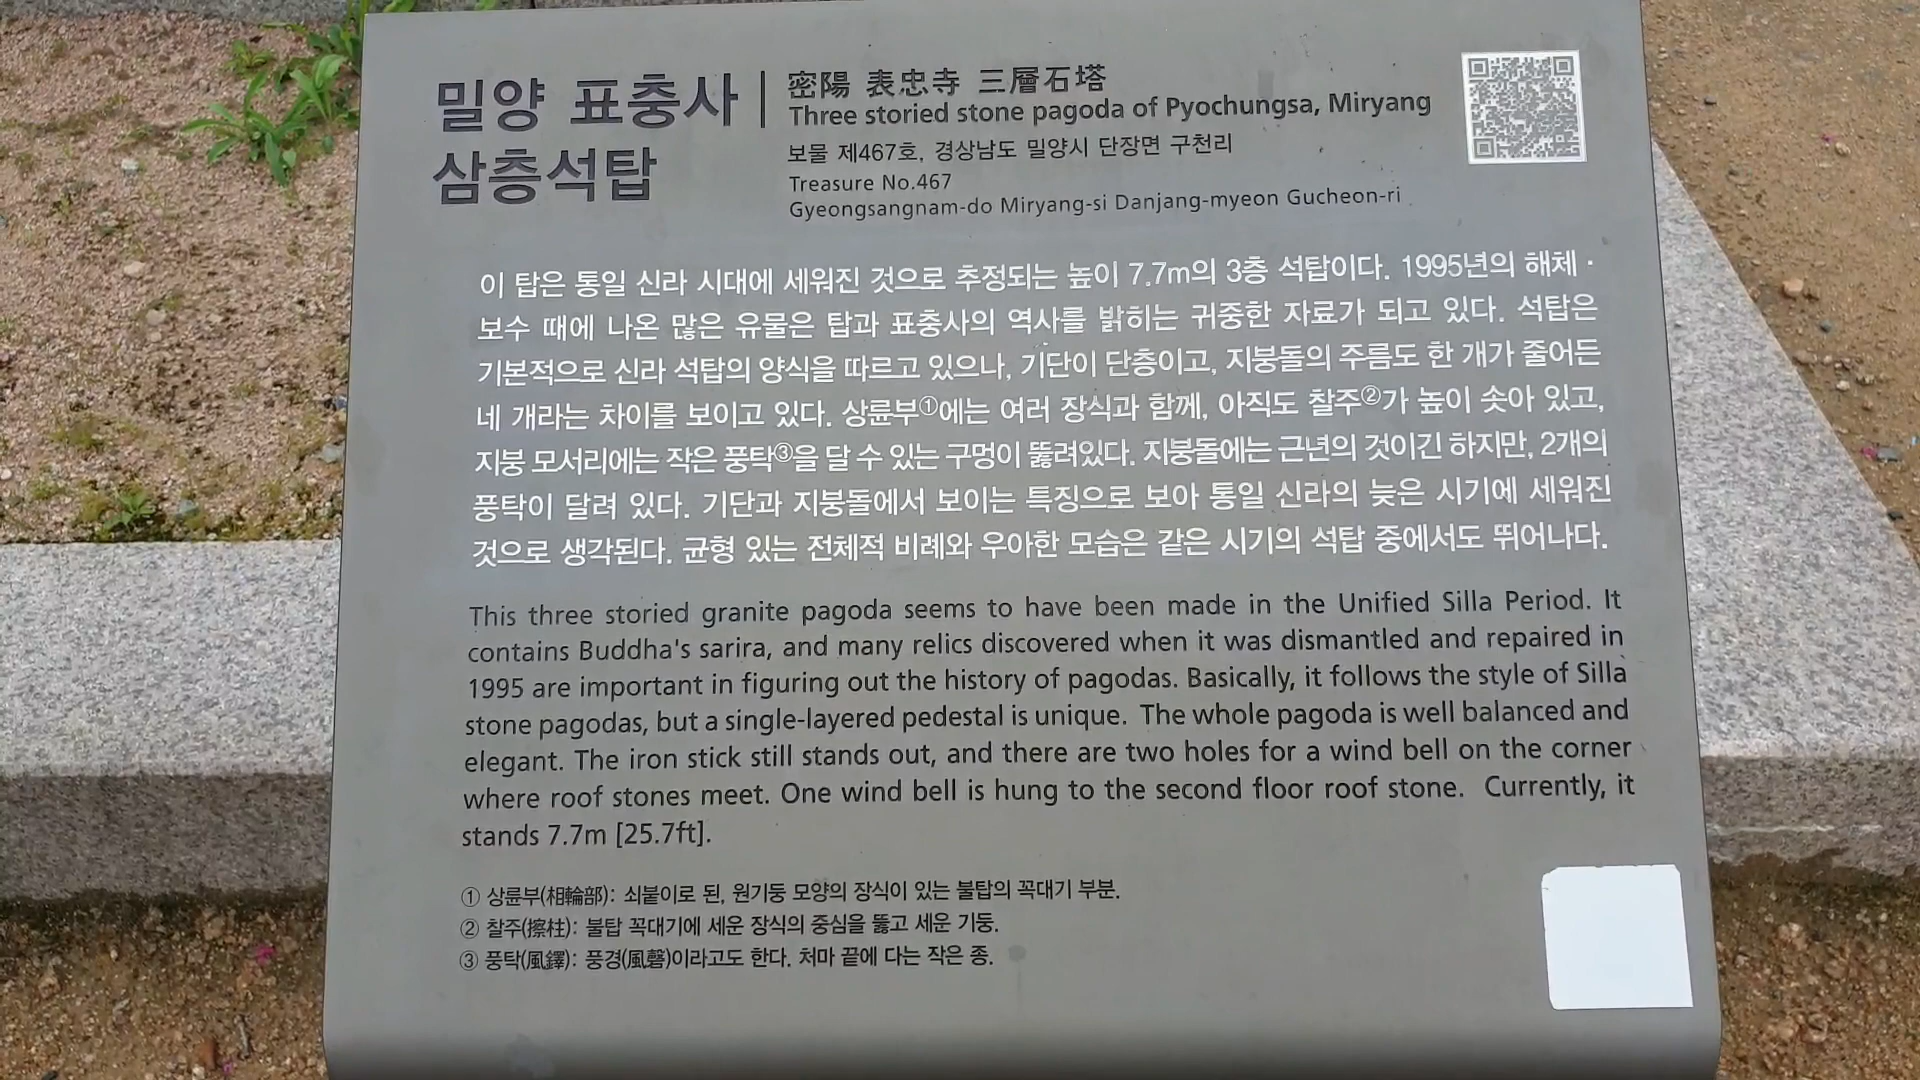 밀양 표충사
삼층석탑
密陽 表忠寺 三層石塔
Three storied stone pagoda of Pyochungsa, Miryang
보물 제467호, 경상남도 밀양시 단장면 구천리
Treasure No.467
Gyeongsangnam-do Miryang-si Danjang-myeon Gucheon-ri
이 탑은 통일 신라 시대에 세워진 것으로 추정되는 높이 7.7m의 3층 석탑이다. 1995년의 해체 ·
보수 때에 나온 많은 유물은 탑과 표충사의 역사를 밝히는 귀중한 자료가 되고 있다. 석탑은
기본적으로 신라 석탑의 양식을 따르고 있으나, 기단이 단층이고, 지붕돌의 주름도 한 개가 줄어든
네 개라는 차이를 보이고 있다. 상륜부①에는 여러 장식과 함께, 아직도 찰주②가 높이 솟아 있고,
지붕 모서리에는 작은 풍탁③을 달 수 있는 구멍이 뚫려있다. 지붕돌에는 근년의 것이긴 하지만, 2개의
풍탁이 달려 있다. 기단과 지붕돌에서 보이는 특징으로 보아 통일 신라의 늦은 시기에 세워진
것으로 생각된다. 균형 있는 전체적 비례와 우아한 모습은 같은 시기의 석탑 중에서도 뛰어나다.
This three storied granite pagoda seems to have been made in the Unified Silla Period. It
contains Buddha's sarira, and many relics discovered when it was dismantled and repaired in
1995 are important in figuring out the history of pagodas. Basically, it follows the style of Silla
stone pagodas, but a single-layered pedestal is unique. The whole pagoda is well balanced and
elegant. The iron stick still stands out, and there are two holes for a wind bell on the corner
where roof stones meet. One wind bell is hung to the second floor roof stone. Currently, it
stands 7.7m [25.7ft].
① 상륜부(相輪部): 쇠붙이로 된, 원기둥 모양의 장식이 있는 불탑의 꼭대기 부분.
② 찰주(擦柱): 불탑 꼭대기에 세운 장식의 중심을 뚫고 세운 기둥.
③ 풍탁(風鐸): 풍경(風磬)이라고도 한다. 처마 끝에 다는 작은 종.